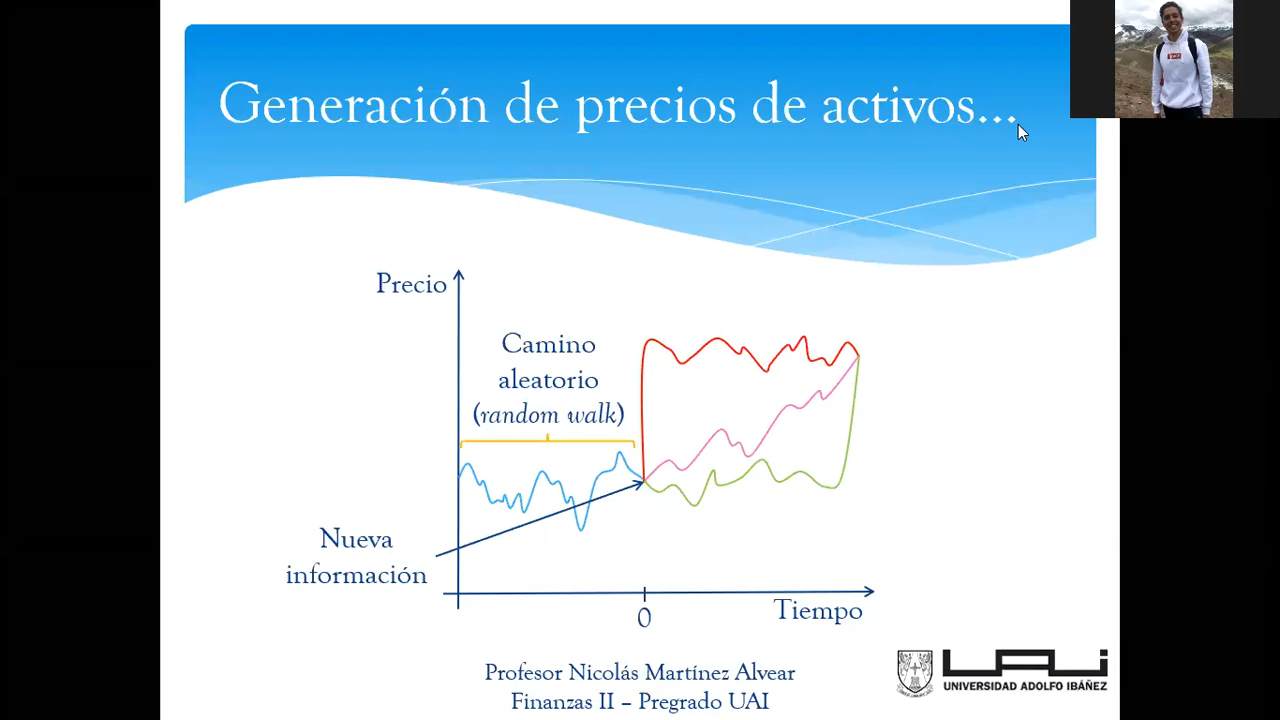 Generación de precios de activos...
Precio
Camino
aleatorio
(random walk)
Nueva
información
0
Tiempo
Profesor Nicolás Martínez Alvear
Finanzas II – Pregrado UAI
UAi
UNIVERSIDAD ADOLFO IBÁÑEZ